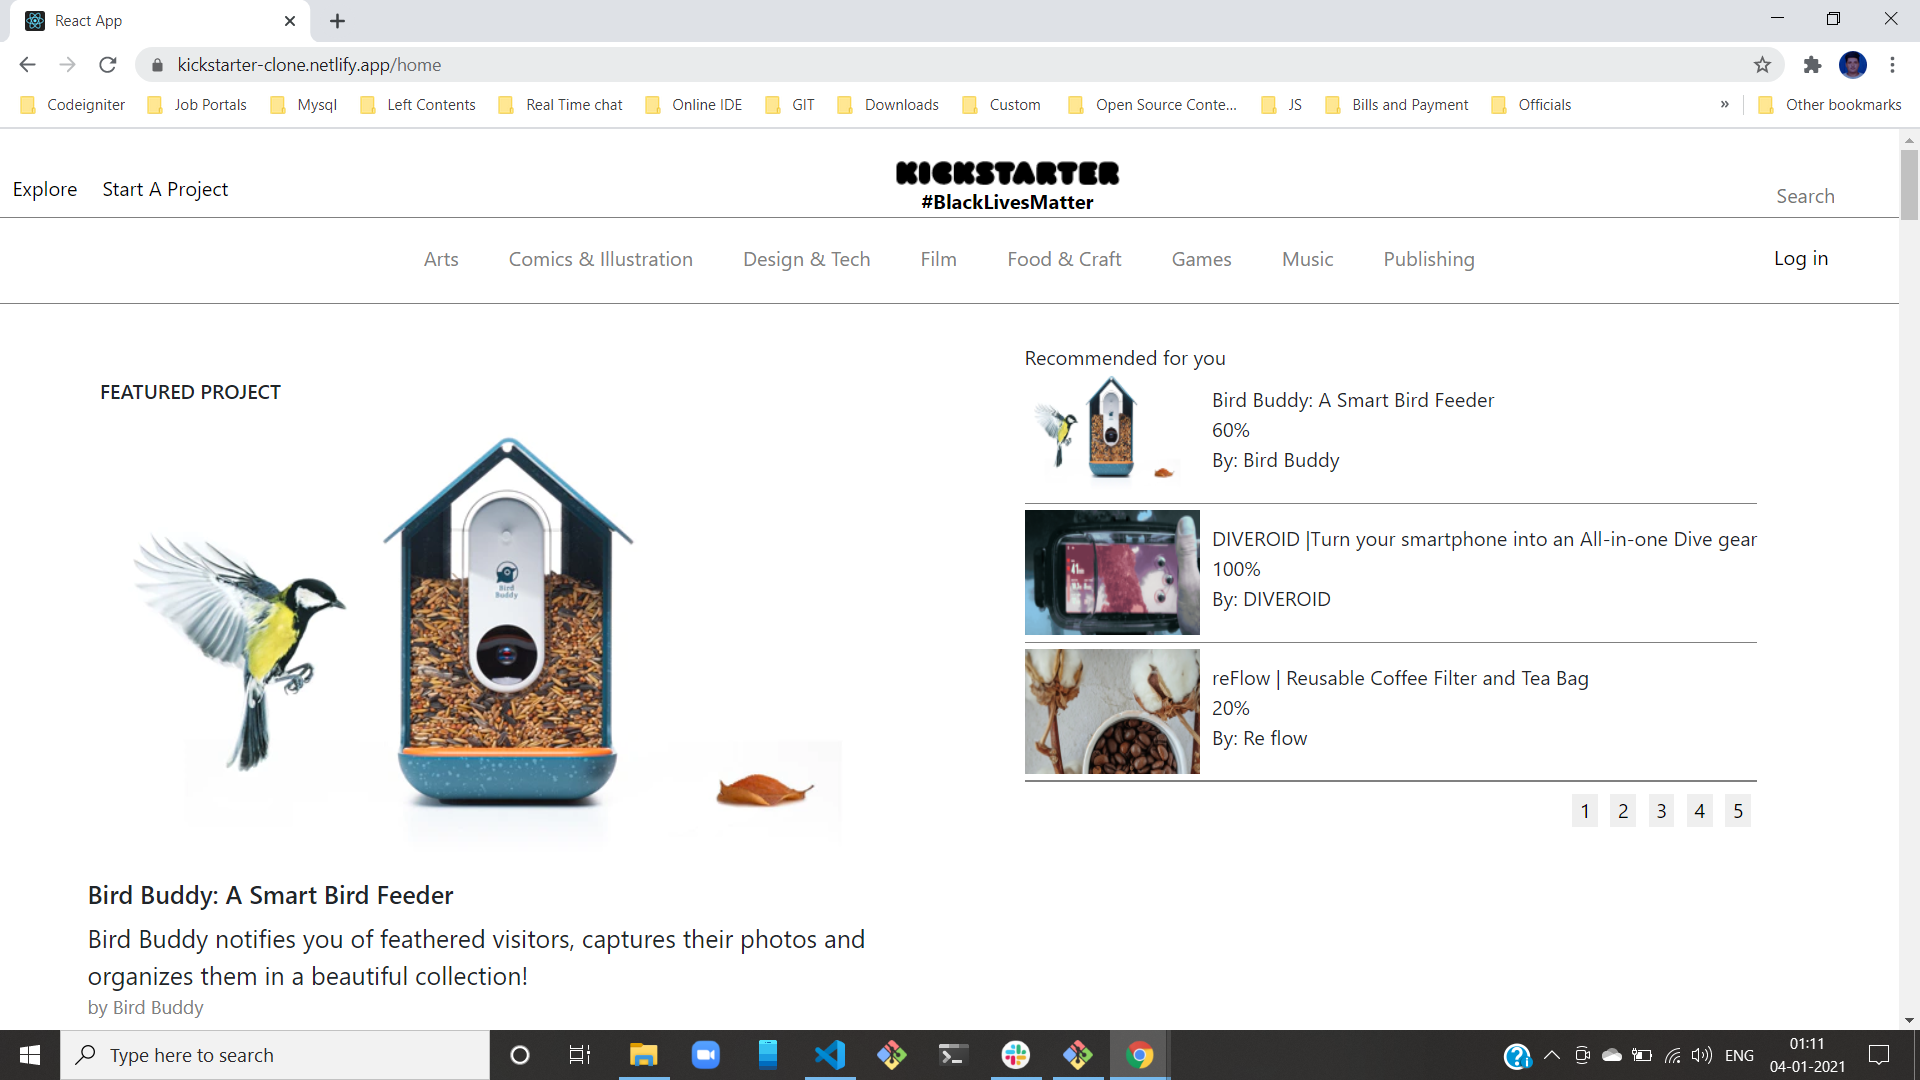 React App
kickstarter-clone.netlify.app/home
Codeigniter Job Portals Mysql Left Contents Real Time chat Online IDE GIT Downloads Custom Open Source Conte... JS Bills and Payment Officials » Other bookmarks
KICKSTARTER
Explore Start A Project #BlackLivesMatter Search
Arts Comics & Illustration Design & Tech Film Food & Craft Games Music Publishing Log in
FEATURED PROJECT
Bird
Buddy
Bird Buddy: A Smart Bird Feeder
Bird Buddy notifies you of feathered visitors, captures their photos and
organizes them in a beautiful collection!
by Bird Buddy
Recommended for you
Bird Buddy: A Smart Bird Feeder
60%
By: Bird Buddy
DIVEROID |Turn your smartphone into an All-in-one Dive gear
100%
By: DIVEROID
reFlow | Reusable Coffee Filter and Tea Bag
20%
By: Re flow
1 2 3 4 5
Type here to search
ENG
01:11
04-01-2021